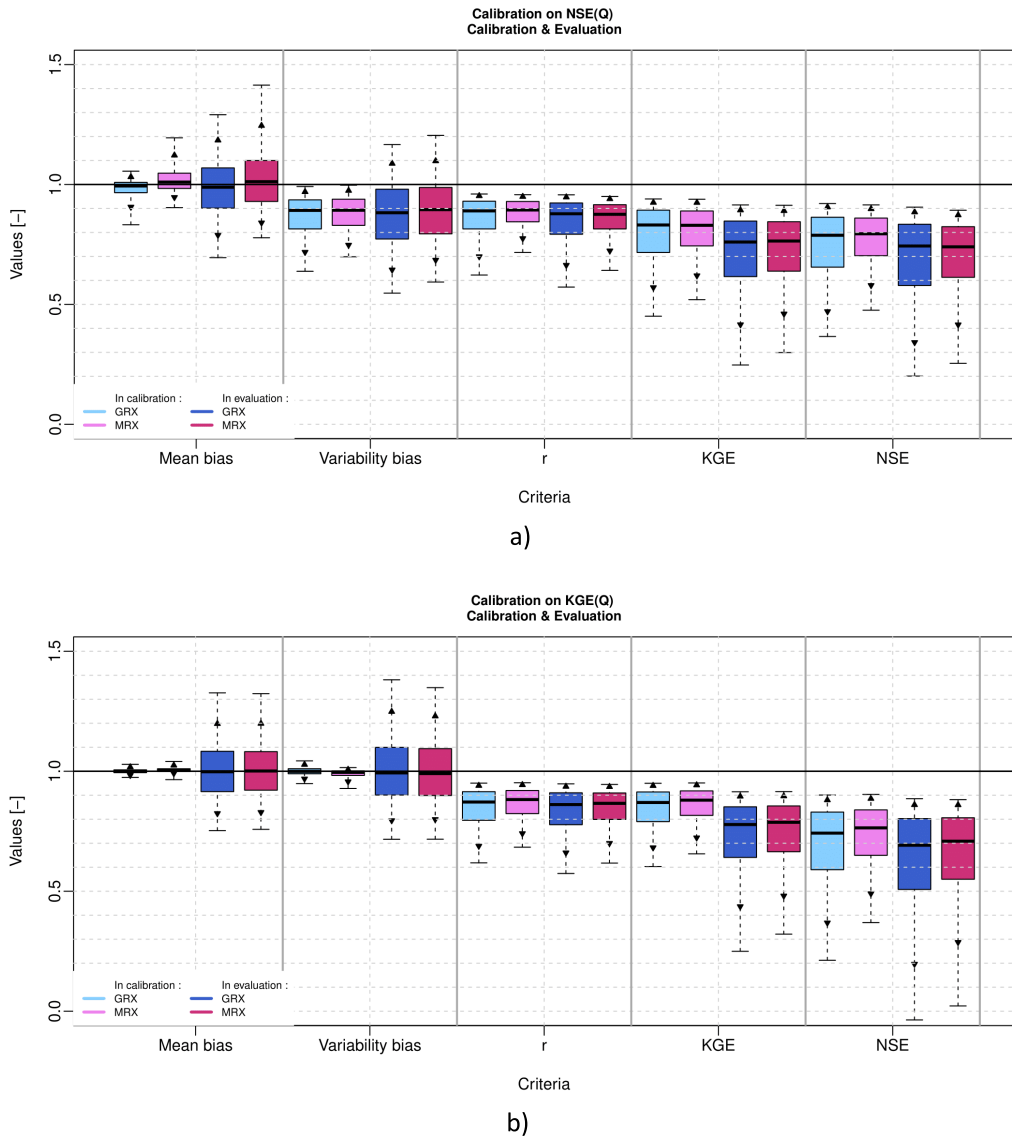 Calibration on NSE(Q)
Calibration & Evaluation
Values [−]
1.5
1.0
0.5
0.0
In calibration :
GRX
MRX
In evaluation :
GRX
MRX
Mean bias
Variability bias
r
KGE
NSE
Criteria
a)
Calibration on KGE(Q)
Calibration & Evaluation
Values [−]
1.5
1.0
0.5
0.0
In calibration :
GRX
MRX
In evaluation :
GRX
MRX
Mean bias
Variability bias
r
KGE
NSE
Criteria
b)